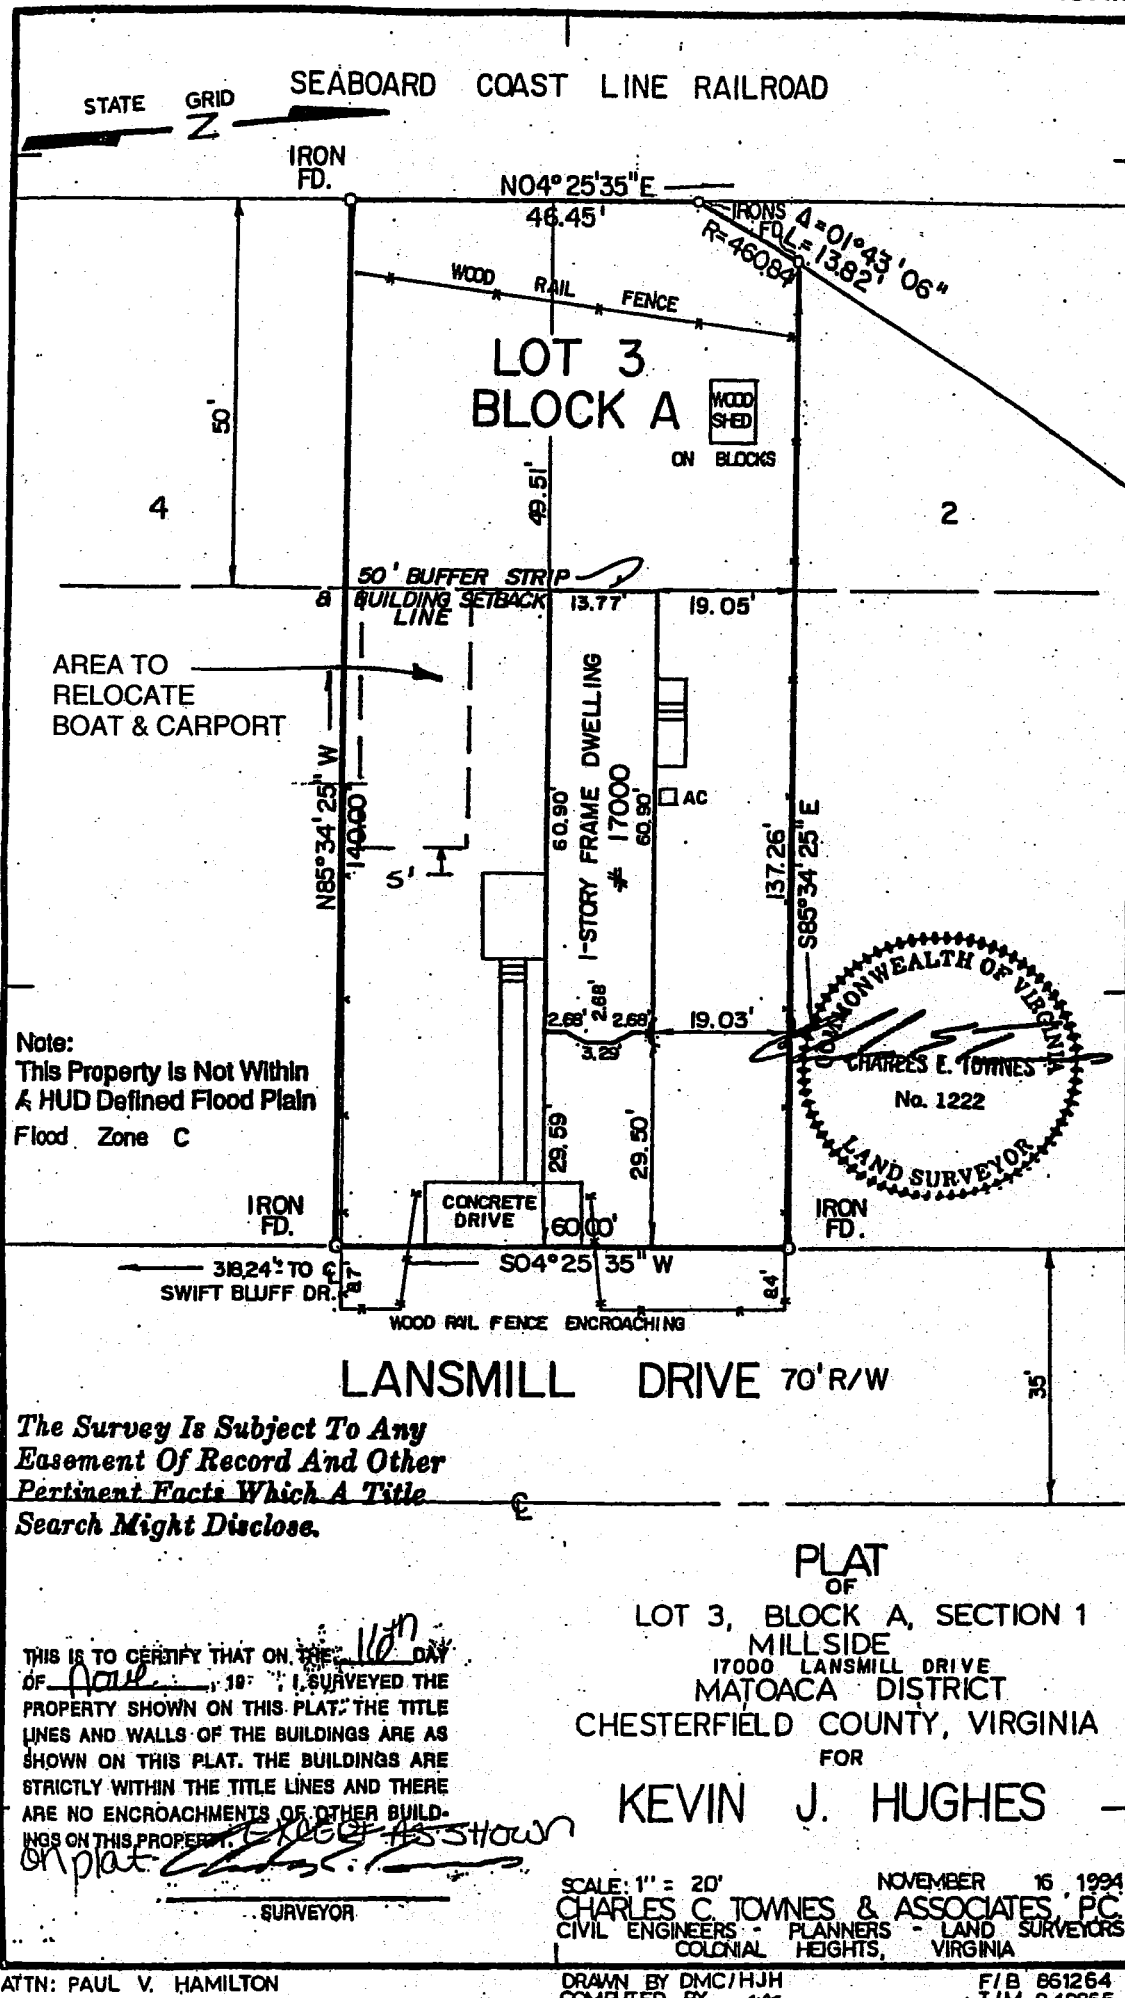 SEABOARD COAST LINE RAILROAD
STATE GRID
N
IRON
FD.
N04°25'35"E
46.45'
IRONS
FD.
Δ=01°43'06"
L=13.82'
R=460.84'
WOOD RAIL FENCE
LOT 3
BLOCK A
WOOD
SHED
ON BLOCKS
50'
49.51'
4
2
50' BUFFER STRIP
& BUILDING SETBACK
LINE
13.77'
19.05'
AREA TO
RELOCATE
BOAT & CARPORT
N85°34'25" W
140.00'
1-STORY FRAME DWELLING
# 17000
60.90'
60.90'
AC
137.26'
S85°34'25" E
5'
2.68'
2.68'
2.68'
3.29'
19.03'
COMMONWEALTH OF VIRGINIA
CHARLES E. TOWNES
No. 1222
LAND SURVEYOR
Note:
This Property Is Not Within
A HUD Defined Flood Plain
Flood Zone C
29.59'
29.50'
IRON
FD.
CONCRETE
DRIVE
60.00'
IRON
FD.
S04°25'35" W
318.24'± TO ℄
SWIFT BLUFF DR.
8.7'
8.4'
WOOD RAIL FENCE ENCROACHING
LANSMILL DRIVE 70' R/W
35'
The Survey Is Subject To Any
Easement Of Record And Other
Pertinent Facts Which A Title
Search Might Disclose.
℄
PLAT
OF
LOT 3, BLOCK A, SECTION 1
MILLSIDE
17000 LANSMILL DRIVE
MATOACA DISTRICT
CHESTERFIELD COUNTY, VIRGINIA
FOR
KEVIN J. HUGHES
THIS IS TO CERTIFY THAT ON THE 16th DAY
OF Nove. , 19 , I SURVEYED THE
PROPERTY SHOWN ON THIS PLAT. THE TITLE
LINES AND WALLS OF THE BUILDINGS ARE AS
SHOWN ON THIS PLAT. THE BUILDINGS ARE
STRICTLY WITHIN THE TITLE LINES AND THERE
ARE NO ENCROACHMENTS OF OTHER BUILD-
INGS ON THIS PROPERTY. EXCEPT AS SHOWN
on plat
SURVEYOR
SCALE: 1" = 20' NOVEMBER 16 1994
CHARLES C. TOWNES & ASSOCIATES, P.C.
CIVIL ENGINEERS - PLANNERS - LAND SURVEYORS
COLONIAL HEIGHTS, VIRGINIA
ATTN: PAUL V. HAMILTON
DRAWN BY DMC/HJH
F/B 861264